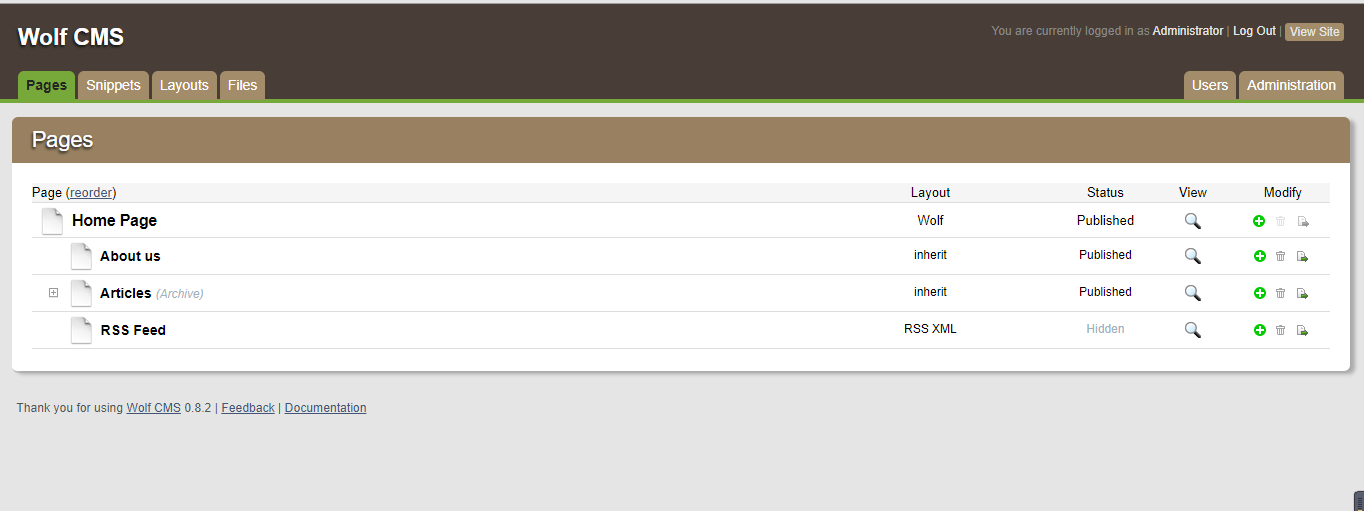 Wolf CMS
You are currently logged in as Administrator | Log Out | View Site
Pages Snippets Layouts Files Users Administration
Pages
Page (reorder) Layout Status View Modify
Home Page Wolf Published
About us inherit Published
Articles (Archive) inherit Published
RSS Feed RSS XML Hidden
Thank you for using Wolf CMS 0.8.2 | Feedback | Documentation